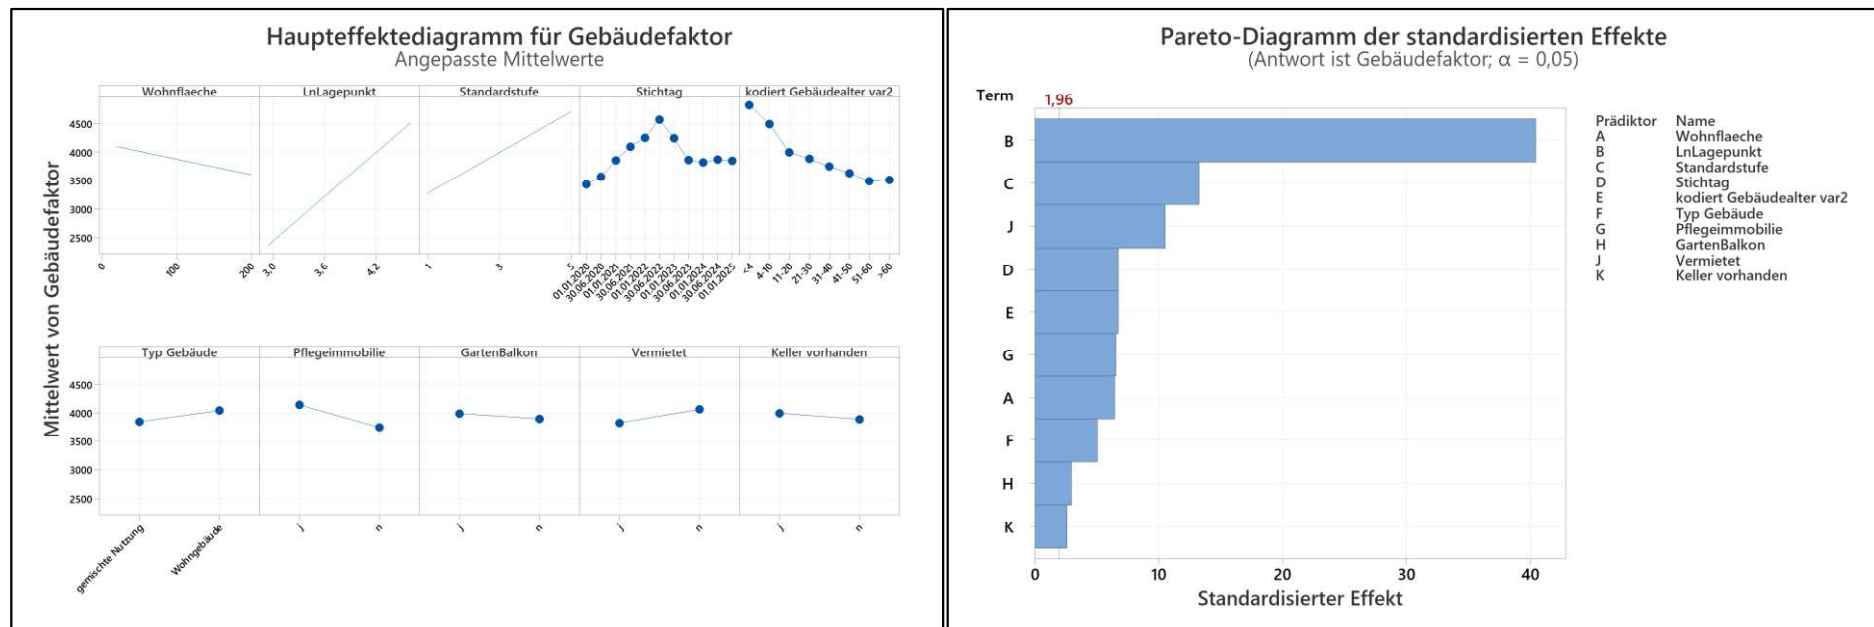 Haupteffektediagramm für Gebäudefaktor
Angepasste Mittelwerte
Mittelwert von Gebäudefaktor
Wohnflaeche LnLagepunkt Standardstufe Stichtag kodiert Gebäudealter var2
4500
4000
3500
3000
2500
0 100 200 3,0 3,6 4,2 1 3 5 01.01.2020 30.06.2020 01.01.2021 30.06.2021 01.01.2022 30.06.2022 01.01.2023 30.06.2023 01.01.2024 30.06.2024 01.01.2025 <4 4-10 11-20 21-30 31-40 41-50 51-60 >60
Typ Gebäude Pflegeimmobilie GartenBalkon Vermietet Keller vorhanden
4500
4000
3500
3000
2500
gemischte Nutzung Wohngebäude j n j n j n j n
Pareto-Diagramm der standardisierten Effekte
(Antwort ist Gebäudefaktor; α = 0,05)
Term
1,96
B
C
J
D
E
G
A
F
H
K
0 10 20 30 40
Standardisierter Effekt
Prädiktor Name
A Wohnflaeche
B LnLagepunkt
C Standardstufe
D Stichtag
E kodiert Gebäudealter var2
F Typ Gebäude
G Pflegeimmobilie
H GartenBalkon
J Vermietet
K Keller vorhanden